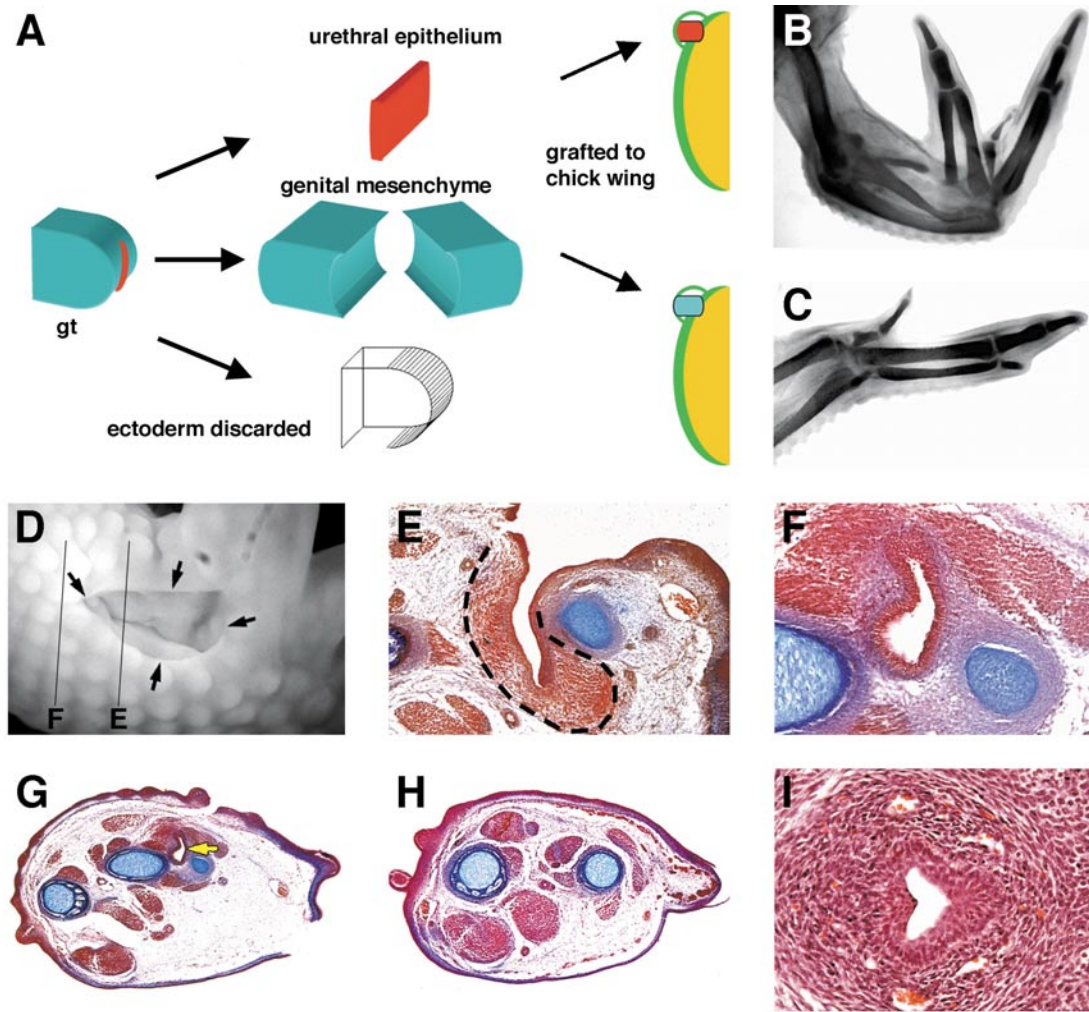 A
urethral epithelium
genital mesenchyme
gt
ectoderm discarded
grafted to
chick wing
B
C
D
F
E
E
F
G
H
I